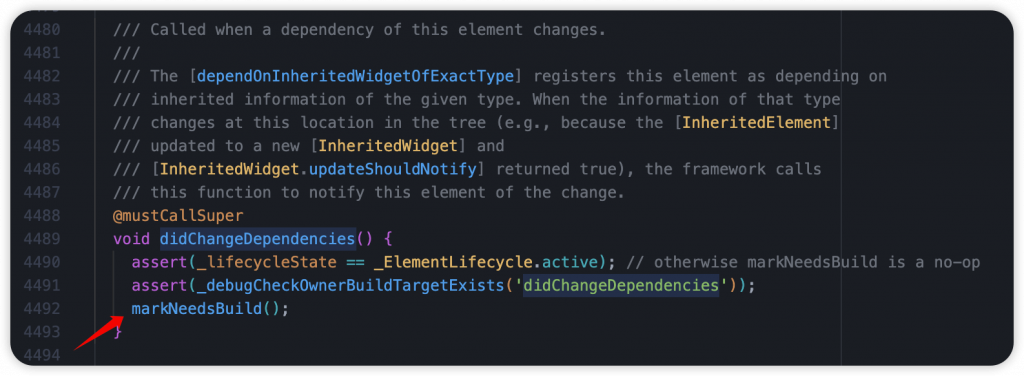 4480 /// Called when a dependency of this element changes.
4481 ///
4482 /// The [dependOnInheritedWidgetOfExactType] registers this element as depending on
4483 /// inherited information of the given type. When the information of that type
4484 /// changes at this location in the tree (e.g., because the [InheritedElement]
4485 /// updated to a new [InheritedWidget] and
4486 /// [InheritedWidget.updateShouldNotify] returned true), the framework calls
4487 /// this function to notify this element of the change.
4488 @mustCallSuper
4489 void didChangeDependencies() {
4490 assert(_lifecycleState == _ElementLifecycle.active); // otherwise markNeedsBuild is a no-op
4491 assert(_debugCheckOwnerBuildTargetExists('didChangeDependencies'));
4492 markNeedsBuild();
4493 }
4494